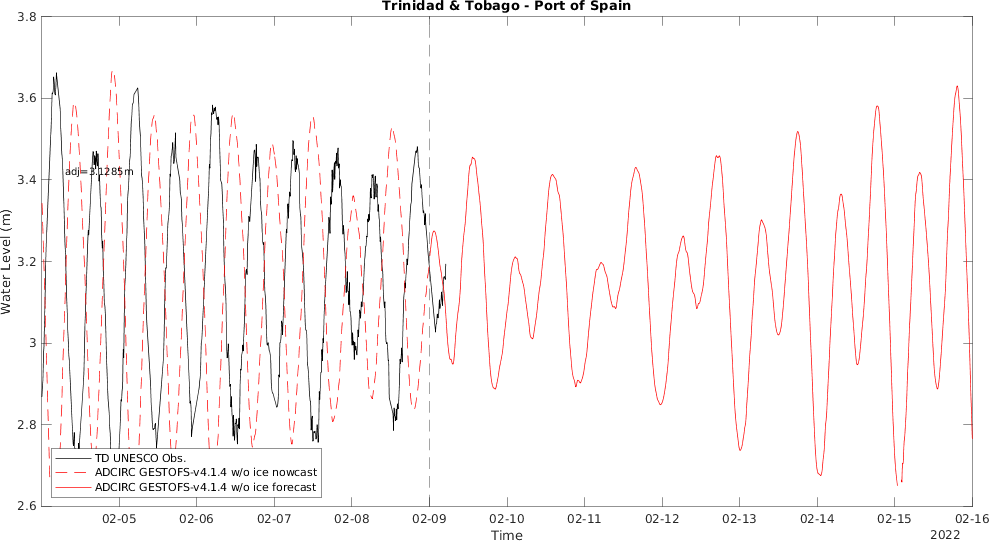 Trinidad & Tobago - Port of Spain
3.8
3.6
3.4
3.2
3
2.8
2.6
Water Level (m)
adj=3.1285m
TD UNESCO Obs.
ADCIRC GESTOFS-v4.1.4 w/o ice nowcast
ADCIRC GESTOFS-v4.1.4 w/o ice forecast
02-05 02-06 02-07 02-08 02-09 02-10 02-11 02-12 02-13 02-14 02-15 02-16
Time
2022